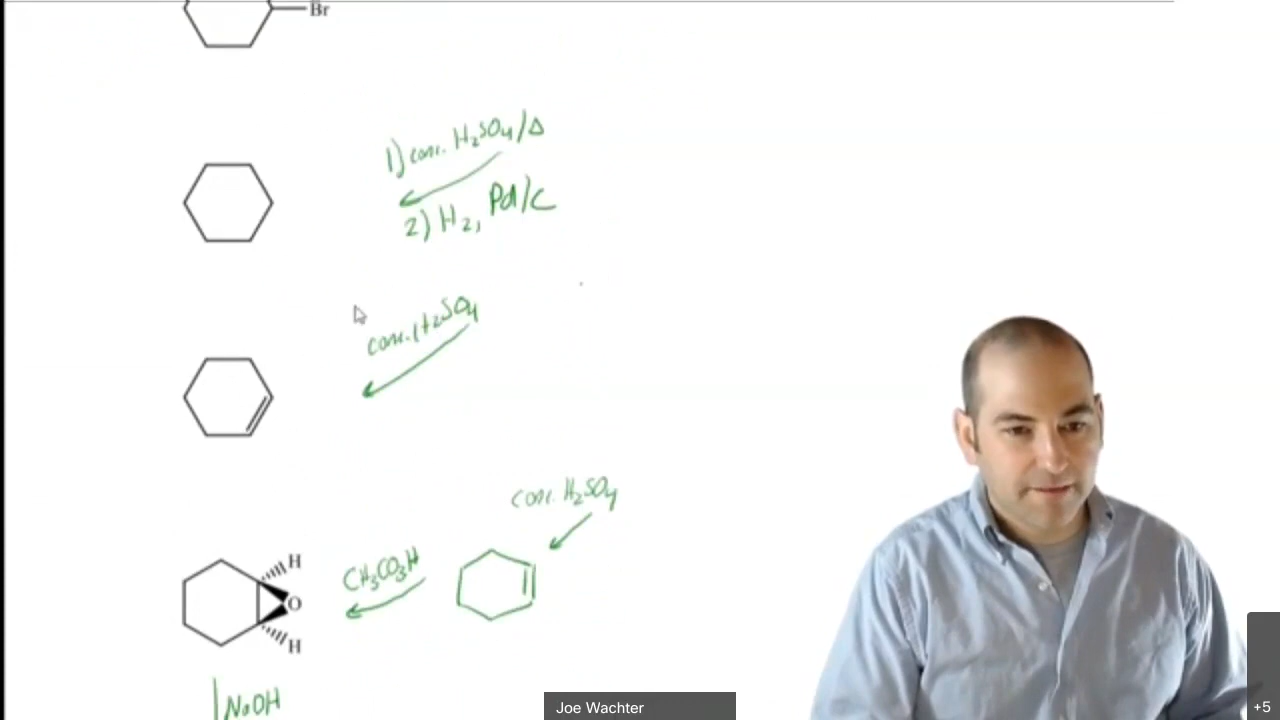 Br
1) conc. H₂SO₄/Δ
2) H₂, Pd/C
conc. H₂SO₄
conc. H₂SO₄
CH₃CO₃H
H
O
H
NaOH
Joe Wachter
+5